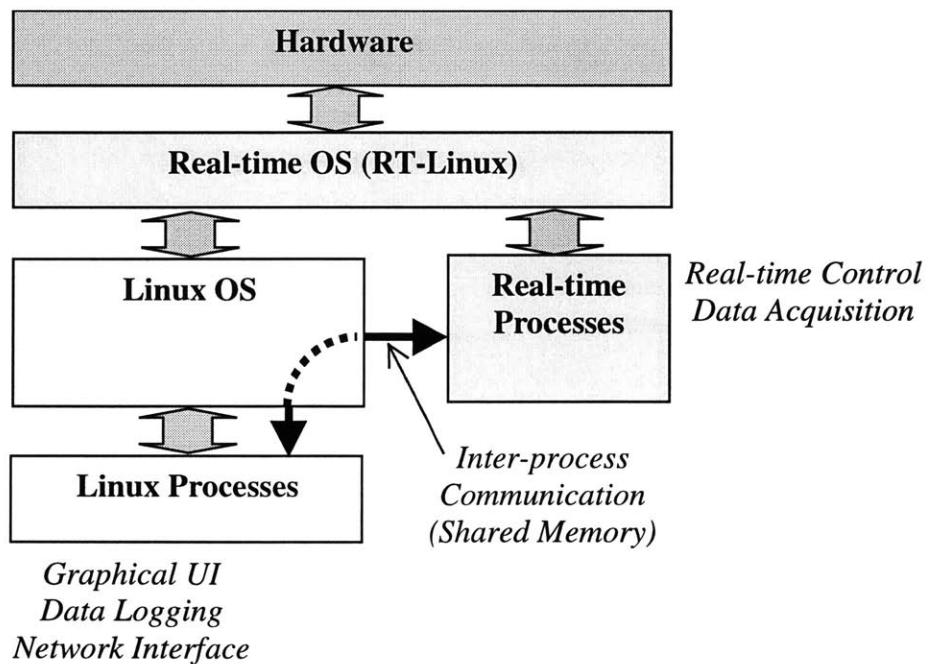 Hardware
Real-time OS (RT-Linux)
Linux OS
Real-time
Processes
Real-time Control
Data Acquisition
Linux Processes
Inter-process
Communication
(Shared Memory)
Graphical UI
Data Logging
Network Interface